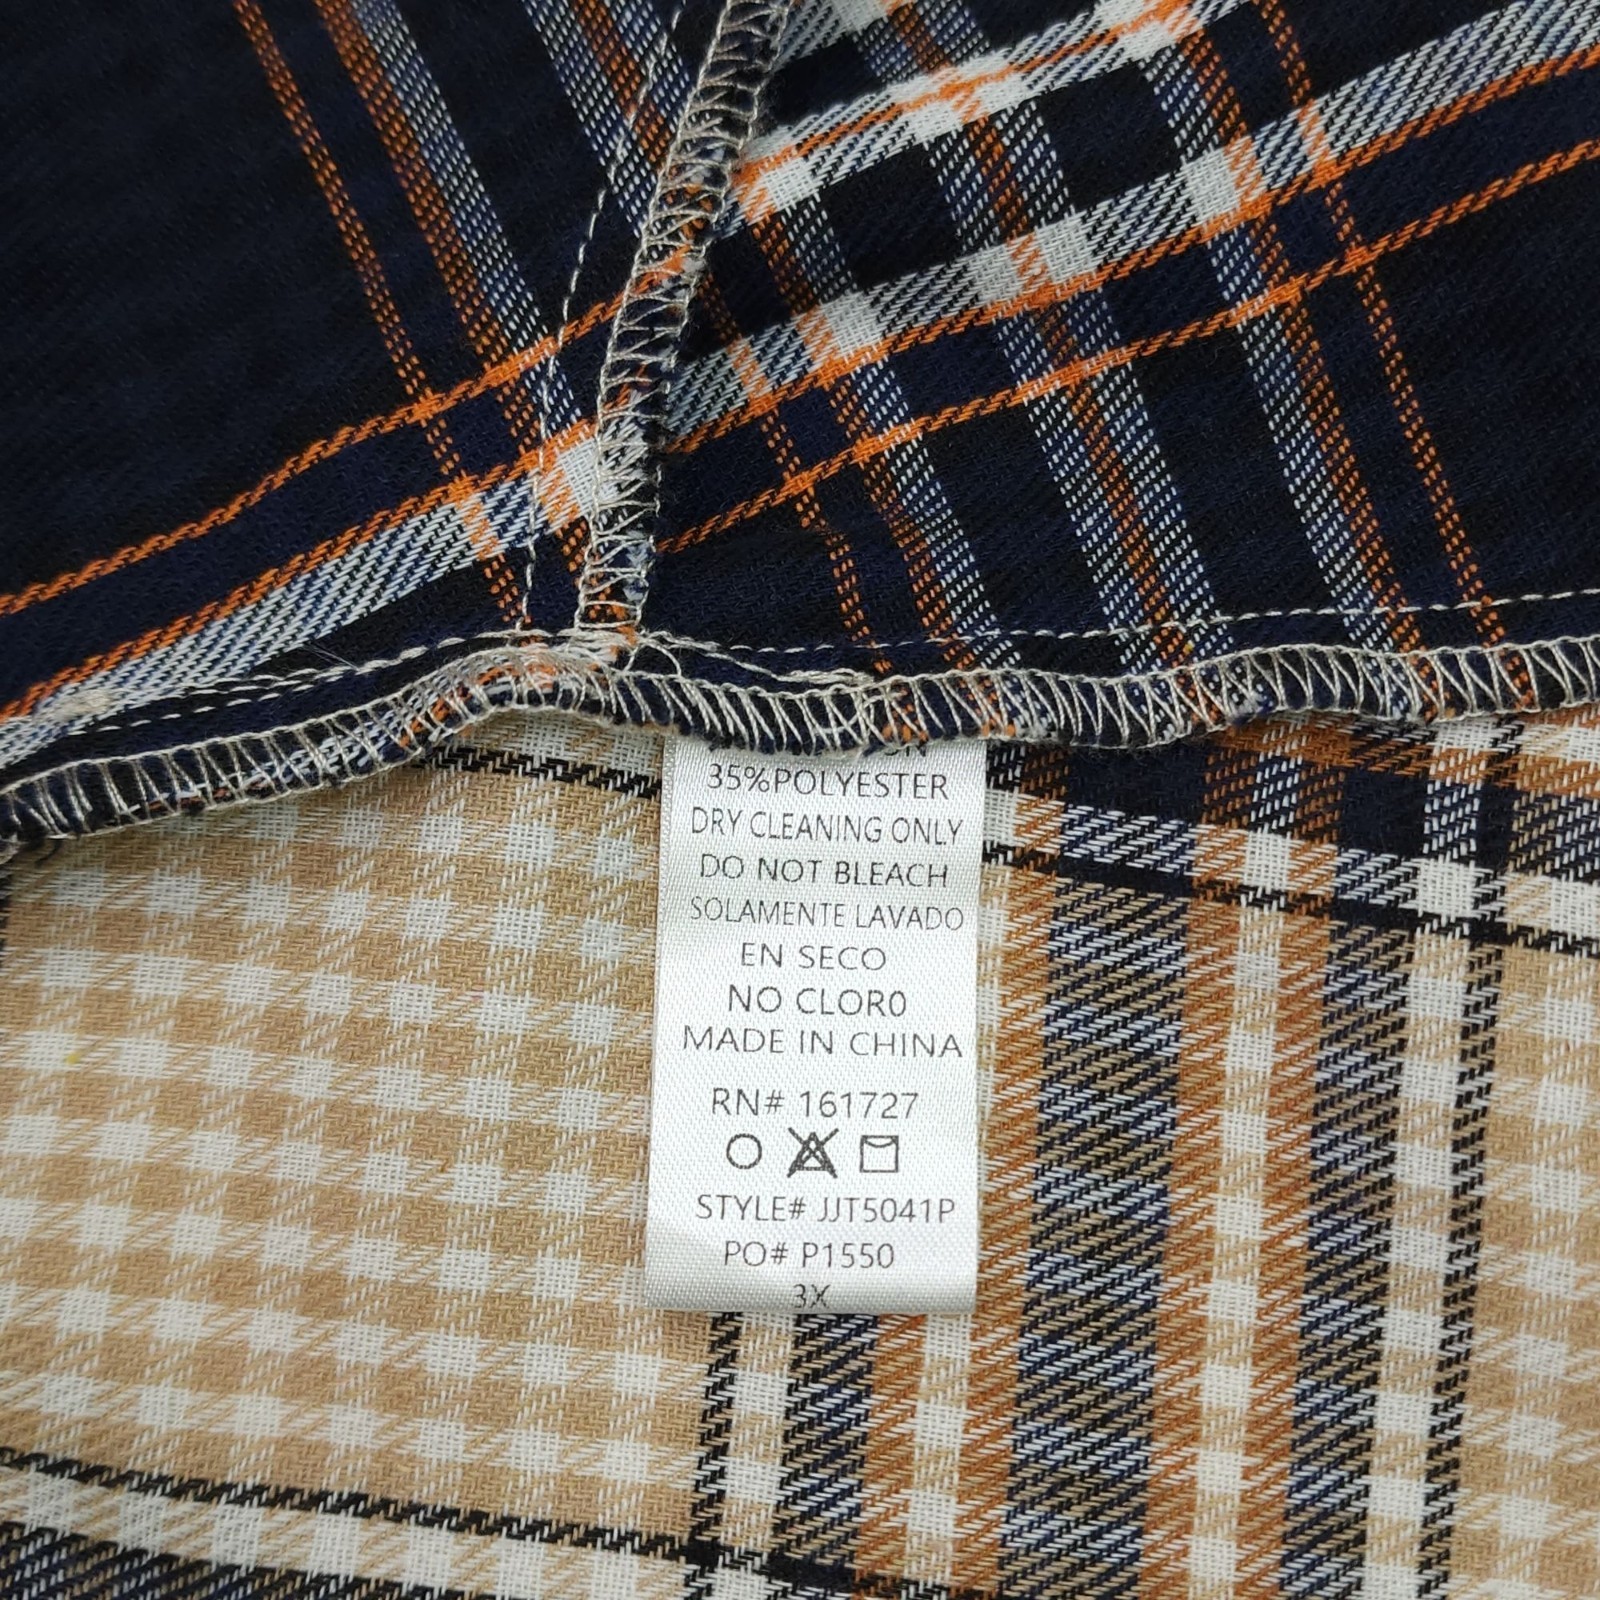 35%POLYESTER
DRY CLEANING ONLY
DO NOT BLEACH
SOLAMENTE LAVADO
EN SECO
NO CLOR0
MADE IN CHINA
RN# 161727
STYLE# JJT5041P
PO# P1550
3X